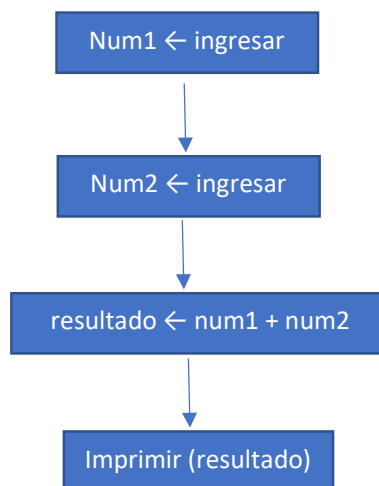 Num1 ← ingresar
Num2 ← ingresar
resultado ← num1 + num2
Imprimir (resultado)